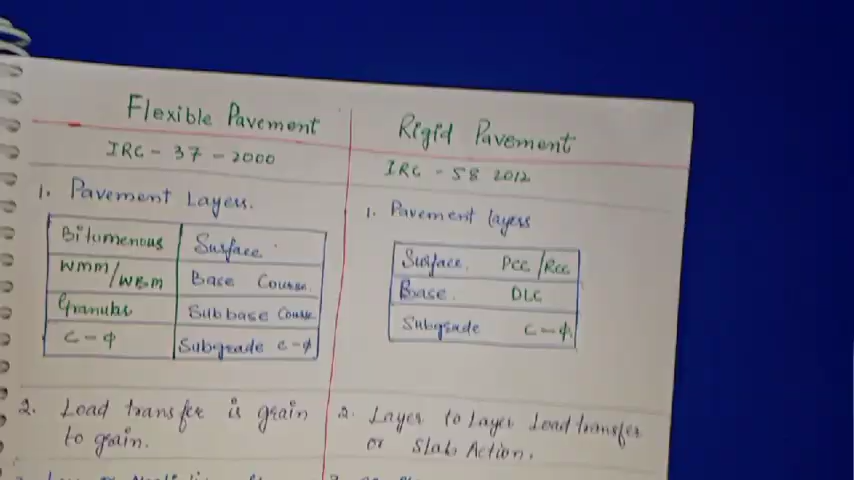 Flexible Pavement
IRC - 37 - 2000
1. Pavement Layers.
Bitumenous Surface
WMM/WBM Base Course
Granular Subbase Course
C-φ Subgrade C-φ
2. Load transfer is grain
to grain.
Rigid Pavement
IRC - 58 2012
1. Pavement layers
Surface PCC/RCC
Base. DLC
Subgrade C-φ
2. Layer to Layer Load transfer
or Slab Action.